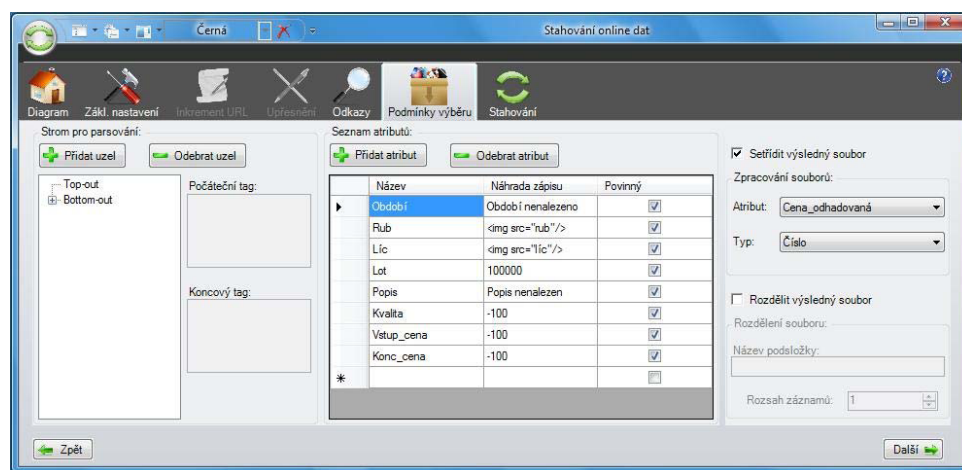 Černá
Stahování online dat
Diagram
Zákl. nastavení
Inkrement URL
Upřesnění
Odkazy
Podmínky výběru
Stahování
Strom pro parsování:
Přidat uzel
Odebrat uzel
Top-out
Bottom-out
Počáteční tag:
Koncový tag:
Seznam atributů:
Přidat atribut
Odebrat atribut
Název Náhrada zápisu Povinný
Období Období nenalezeno
Rub <img src="rub"/>
Líc <img src="líc"/>
Lot 100000
Popis Popis nenalezen
Kvalita -100
Vstup_cena -100
Konc_cena -100
Setřídit výsledný soubor
Zpracování souborů:
Atribut: Cena_odhadovaná
Typ: Číslo
Rozdělit výsledný soubor
Rozdělení souboru:
Název podsložky:
Rozsah záznamů: 1
Zpět
Další